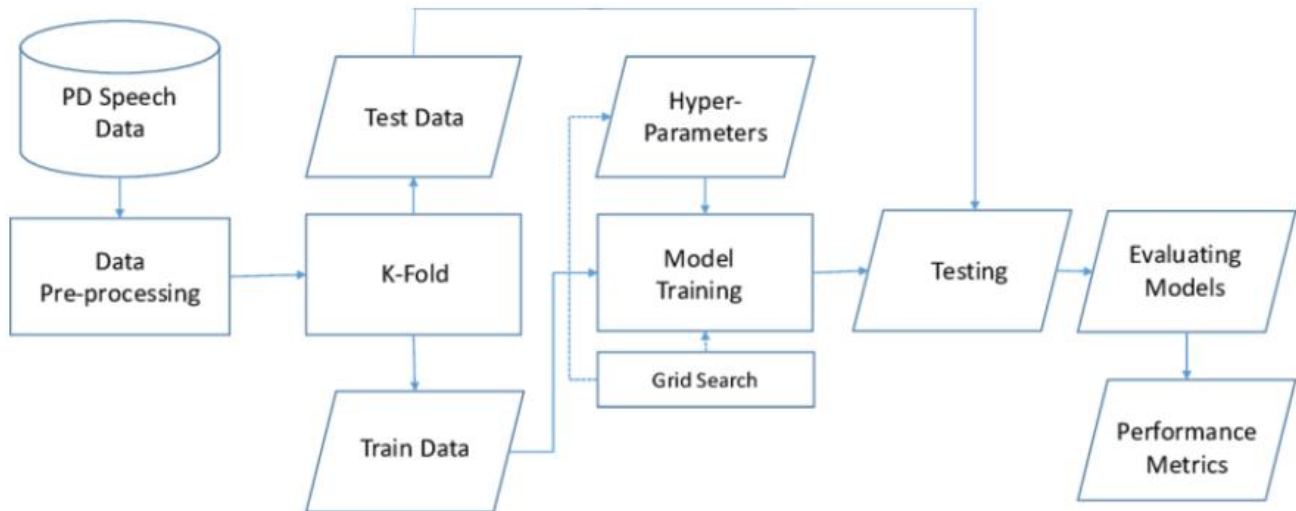 PD Speech
Data
Test Data
Hyper-
Parameters
Data
Pre-processing
K-Fold
Model
Training
Testing
Evaluating
Models
Grid Search
Train Data
Performance
Metrics